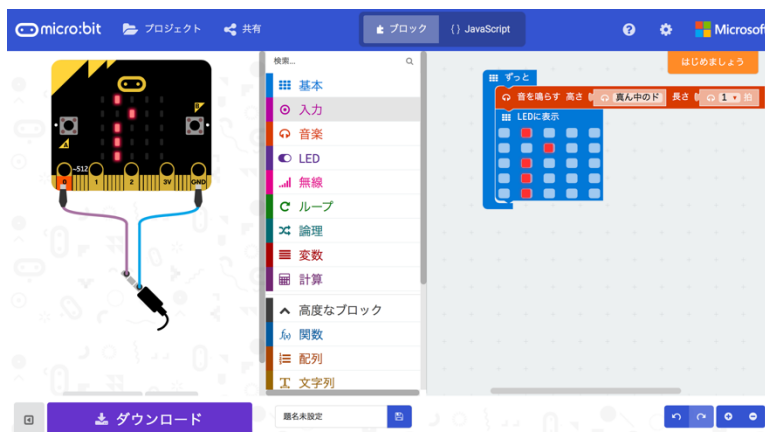 micro:bit
プロジェクト
共有
ブロック
{} JavaScript
Microsoft
はじめましょう
検索...
基本
入力
音楽
LED
無線
ループ
論理
変数
計算
高度なブロック
関数
配列
文字列
ずっと
音を鳴らす 高さ 真ん中のド 長さ 1 拍
LEDに表示
A
B
~512
0 1 2 3V GND
ダウンロード
題名未設定